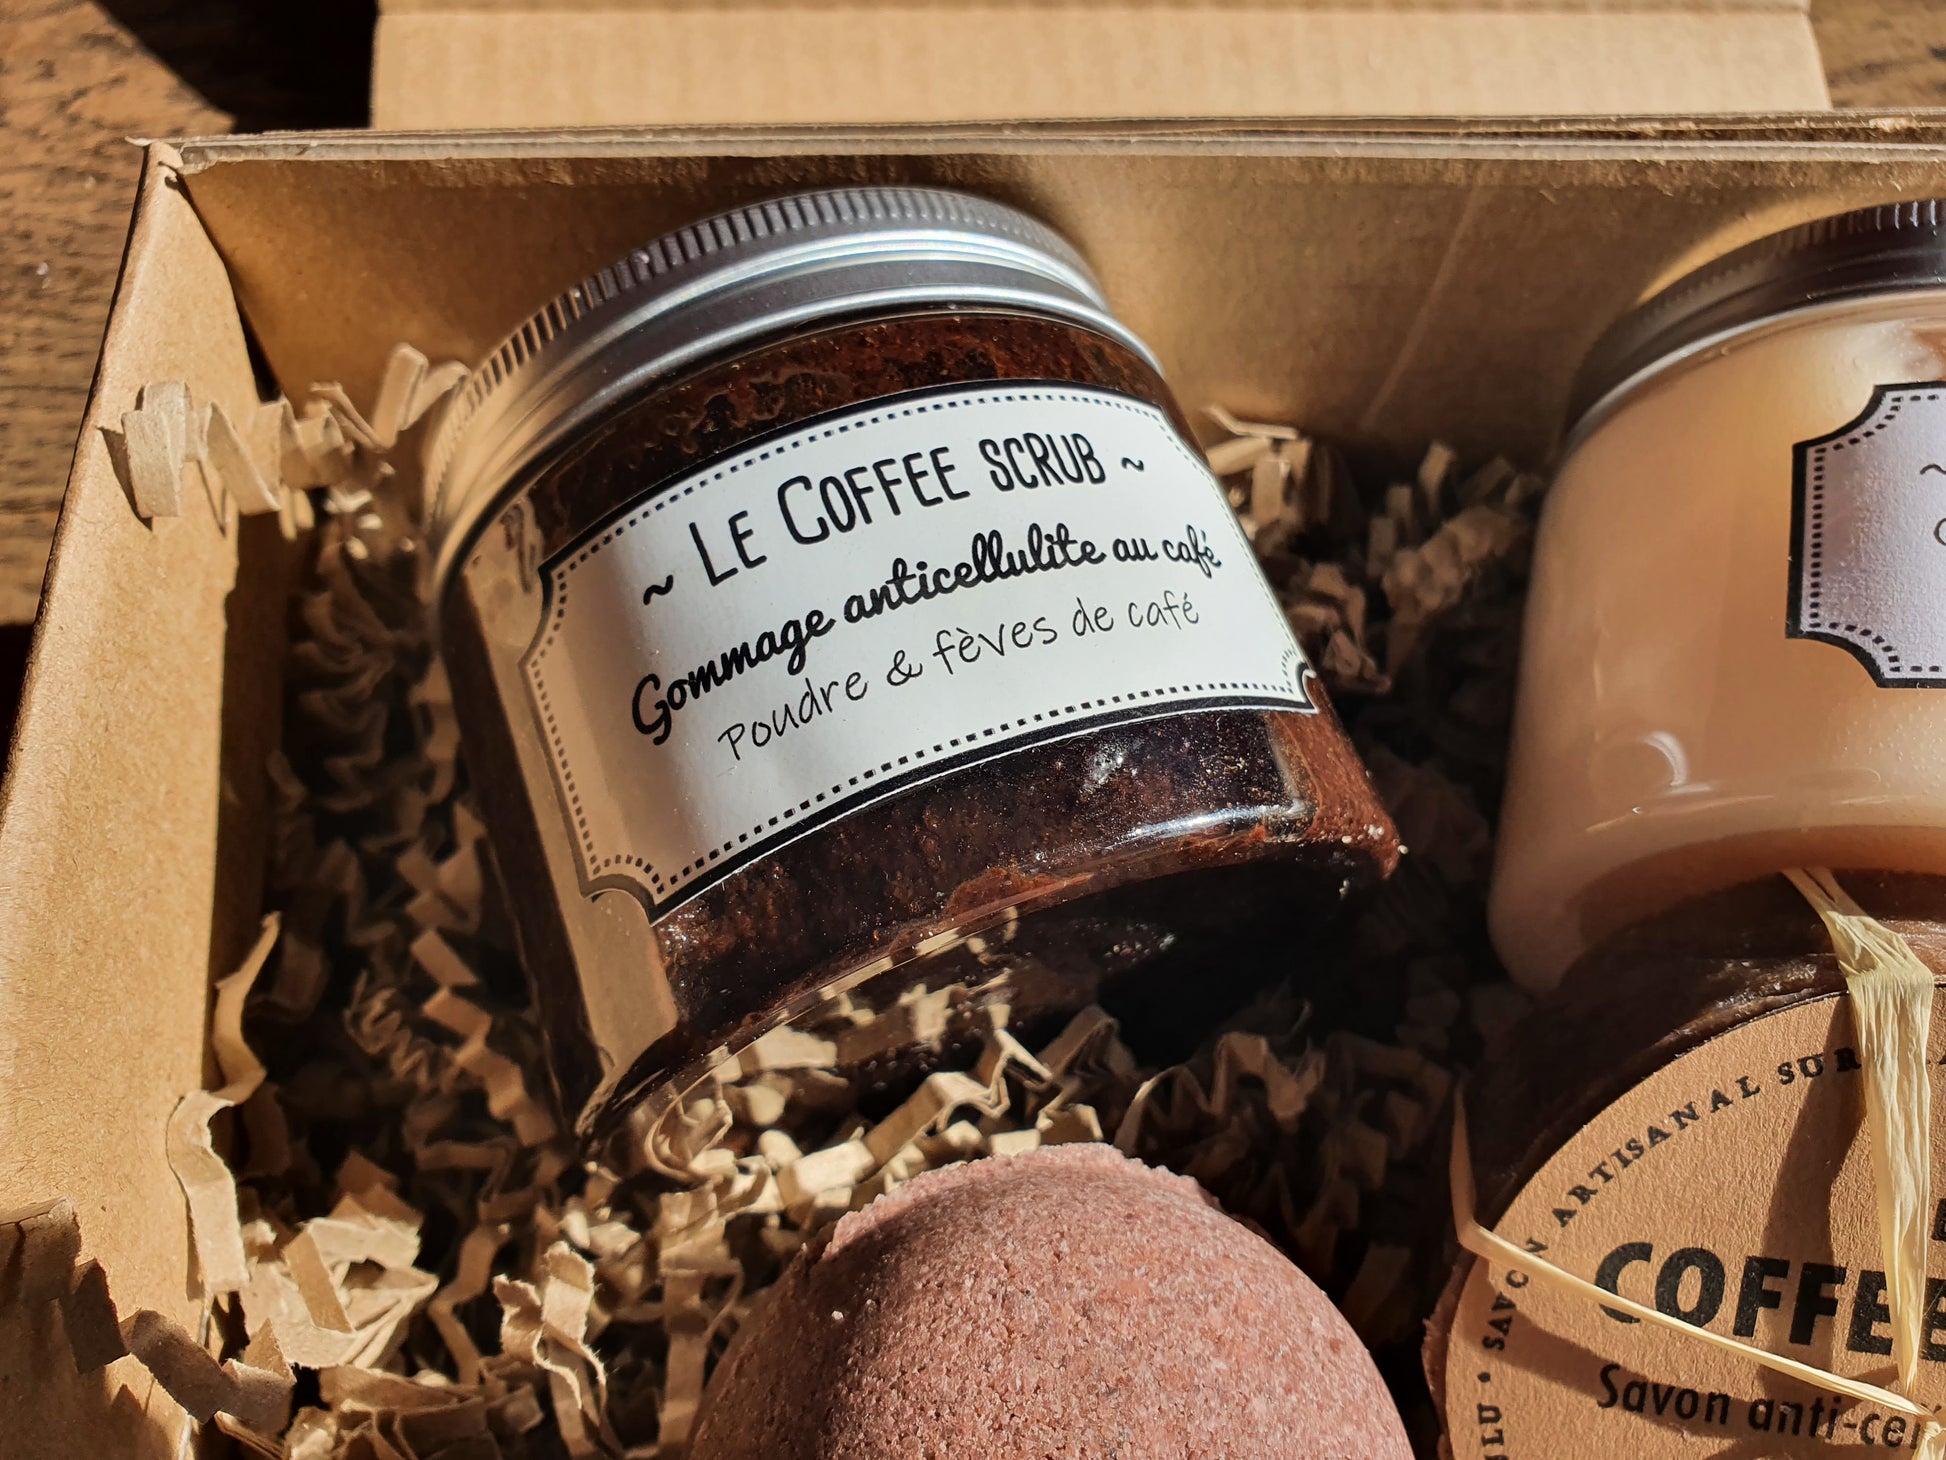 ~ LE COFFEE SCRUB ~
Gommage anticellulite au café
Poudre & fèves de café
SAVON ARTISANAL SUR
COFFEE
Savon anti-cel